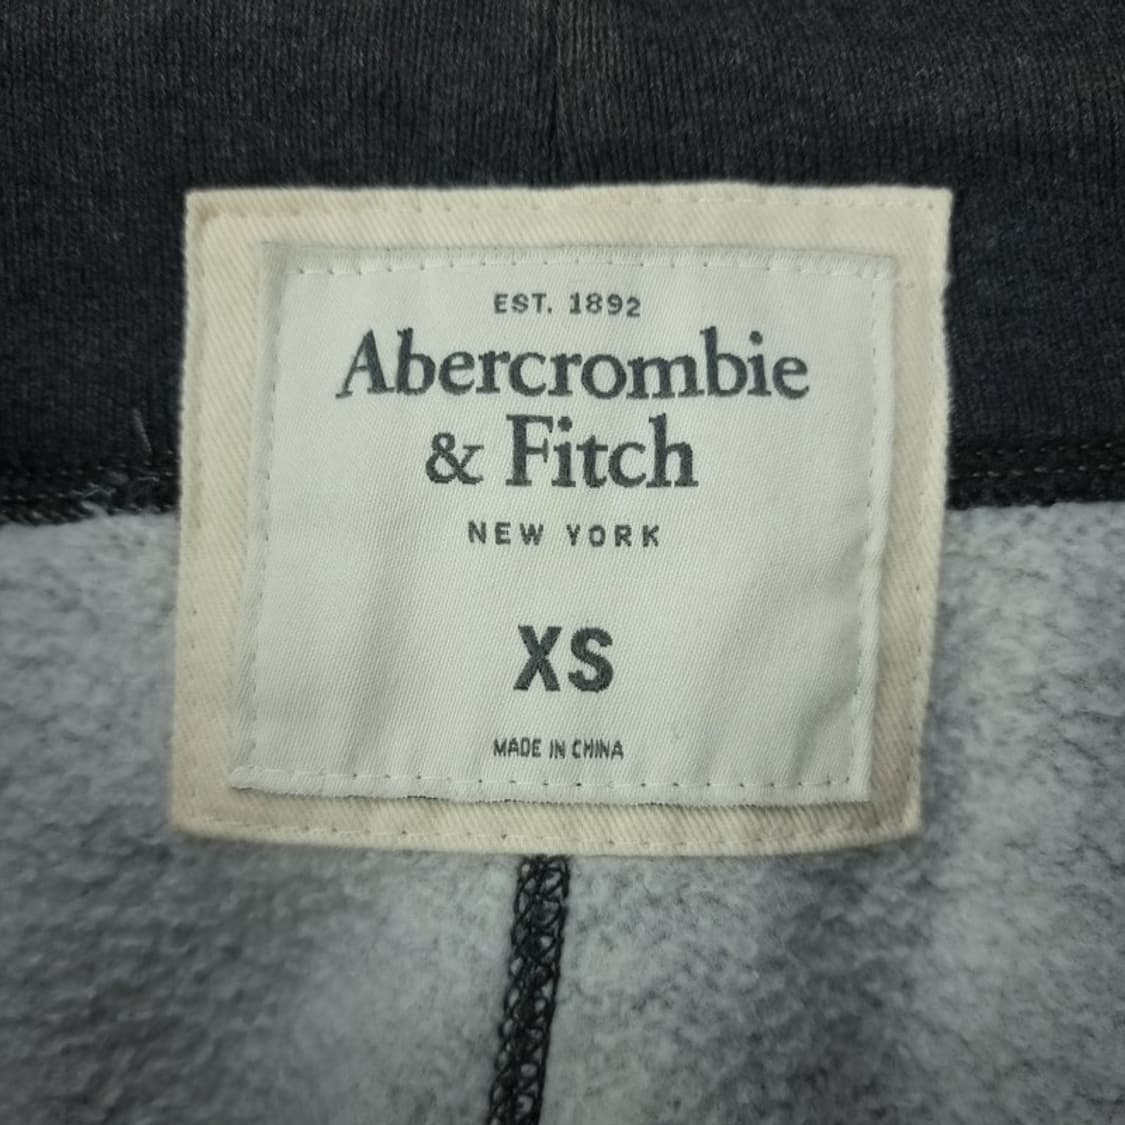 EST. 1892
Abercrombie
& Fitch
NEW YORK
XS
MADE IN CHINA